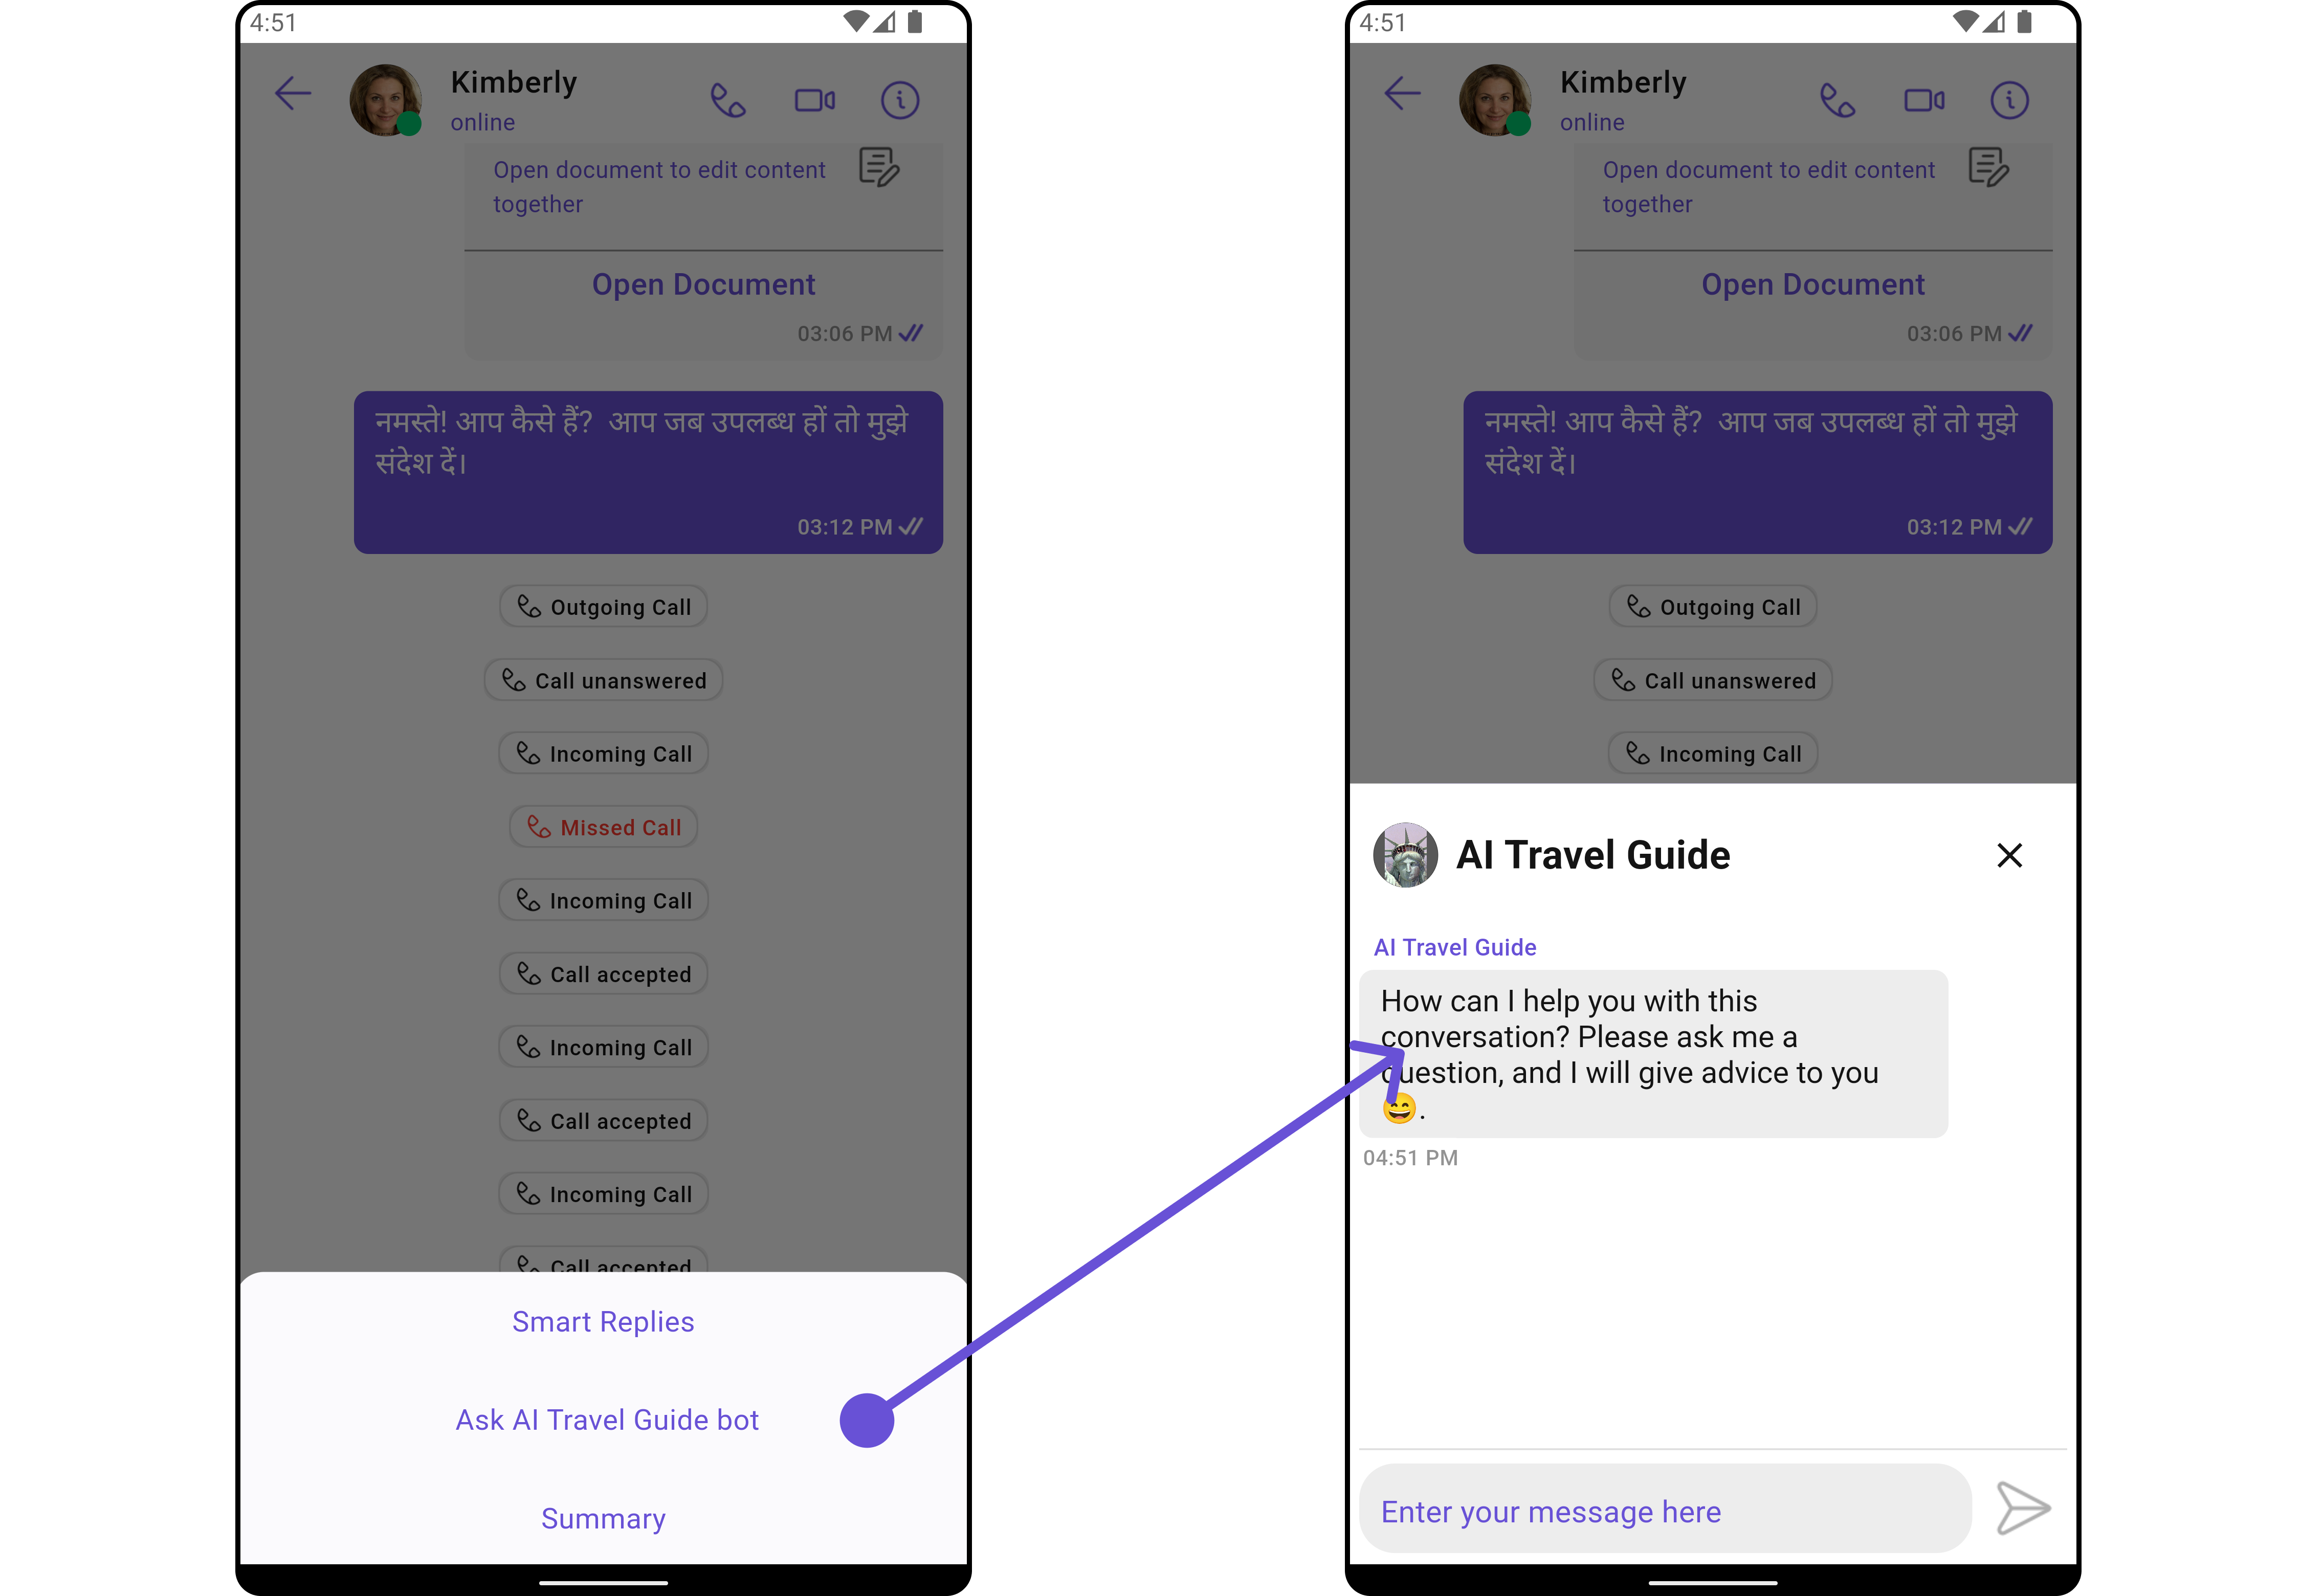 4:51
Kimberly
online
Open document to edit content
together
Open Document
03:06 PM
नमस्ते! आप कैसे हैं?  आप जब उपलब्ध हों तो मुझे
संदेश दें।
03:12 PM
Outgoing Call
Call unanswered
Incoming Call
Missed Call
Incoming Call
Call accepted
Incoming Call
Call accepted
Incoming Call
Call accepted
Smart Replies
Ask AI Travel Guide bot
Summary
4:51
Kimberly
online
Open document to edit content
together
Open Document
03:06 PM
नमस्ते! आप कैसे हैं?  आप जब उपलब्ध हों तो मुझे
संदेश दें।
03:12 PM
Outgoing Call
Call unanswered
Incoming Call
AI Travel Guide
AI Travel Guide
How can I help you with this
conversation? Please ask me a
question, and I will give advice to you
😄.
04:51 PM
Enter your message here